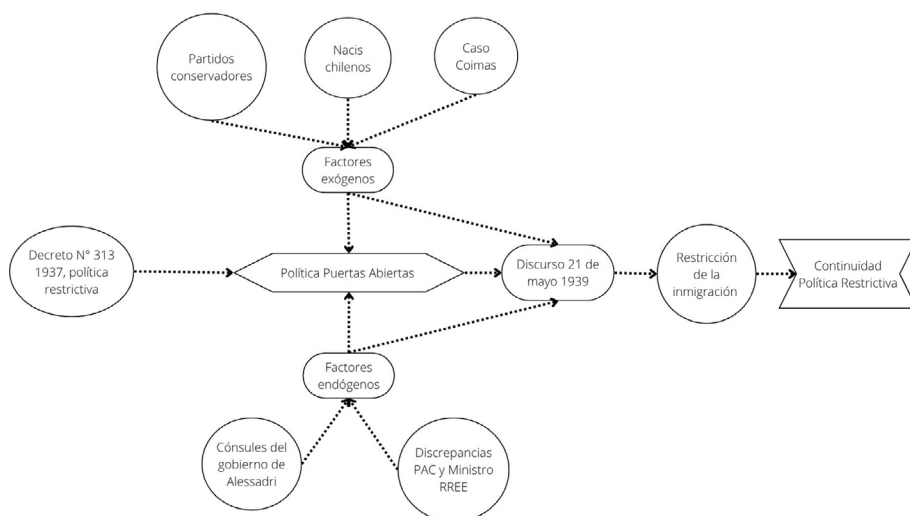 Partidos
conservadores
Nacis
chilenos
Caso
Coimas
Factores
exógenos
Decreto N° 313
1937, política
restrictiva
Política Puertas Abiertas
Discurso 21 de
mayo 1939
Restricción
de la
inmigración
Continuidad
Política Restrictiva
Factores
endógenos
Cónsules del
gobierno de
Alessadri
Discrepancias
PAC y Ministro
RREE